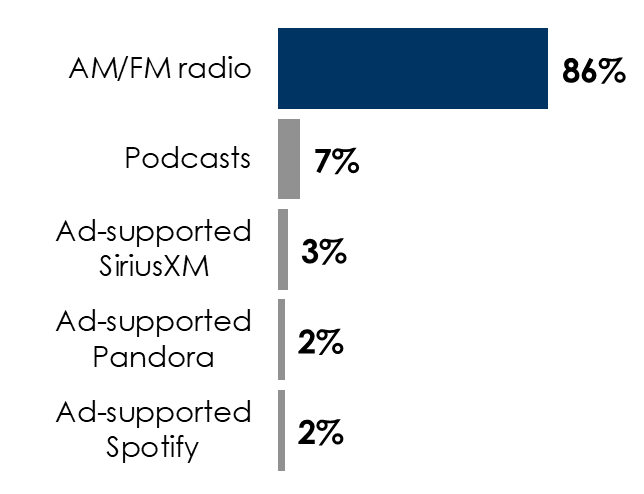 AM/FM radio 86%
Podcasts 7%
Ad-supported
SiriusXM 3%
Ad-supported
Pandora 2%
Ad-supported
Spotify 2%